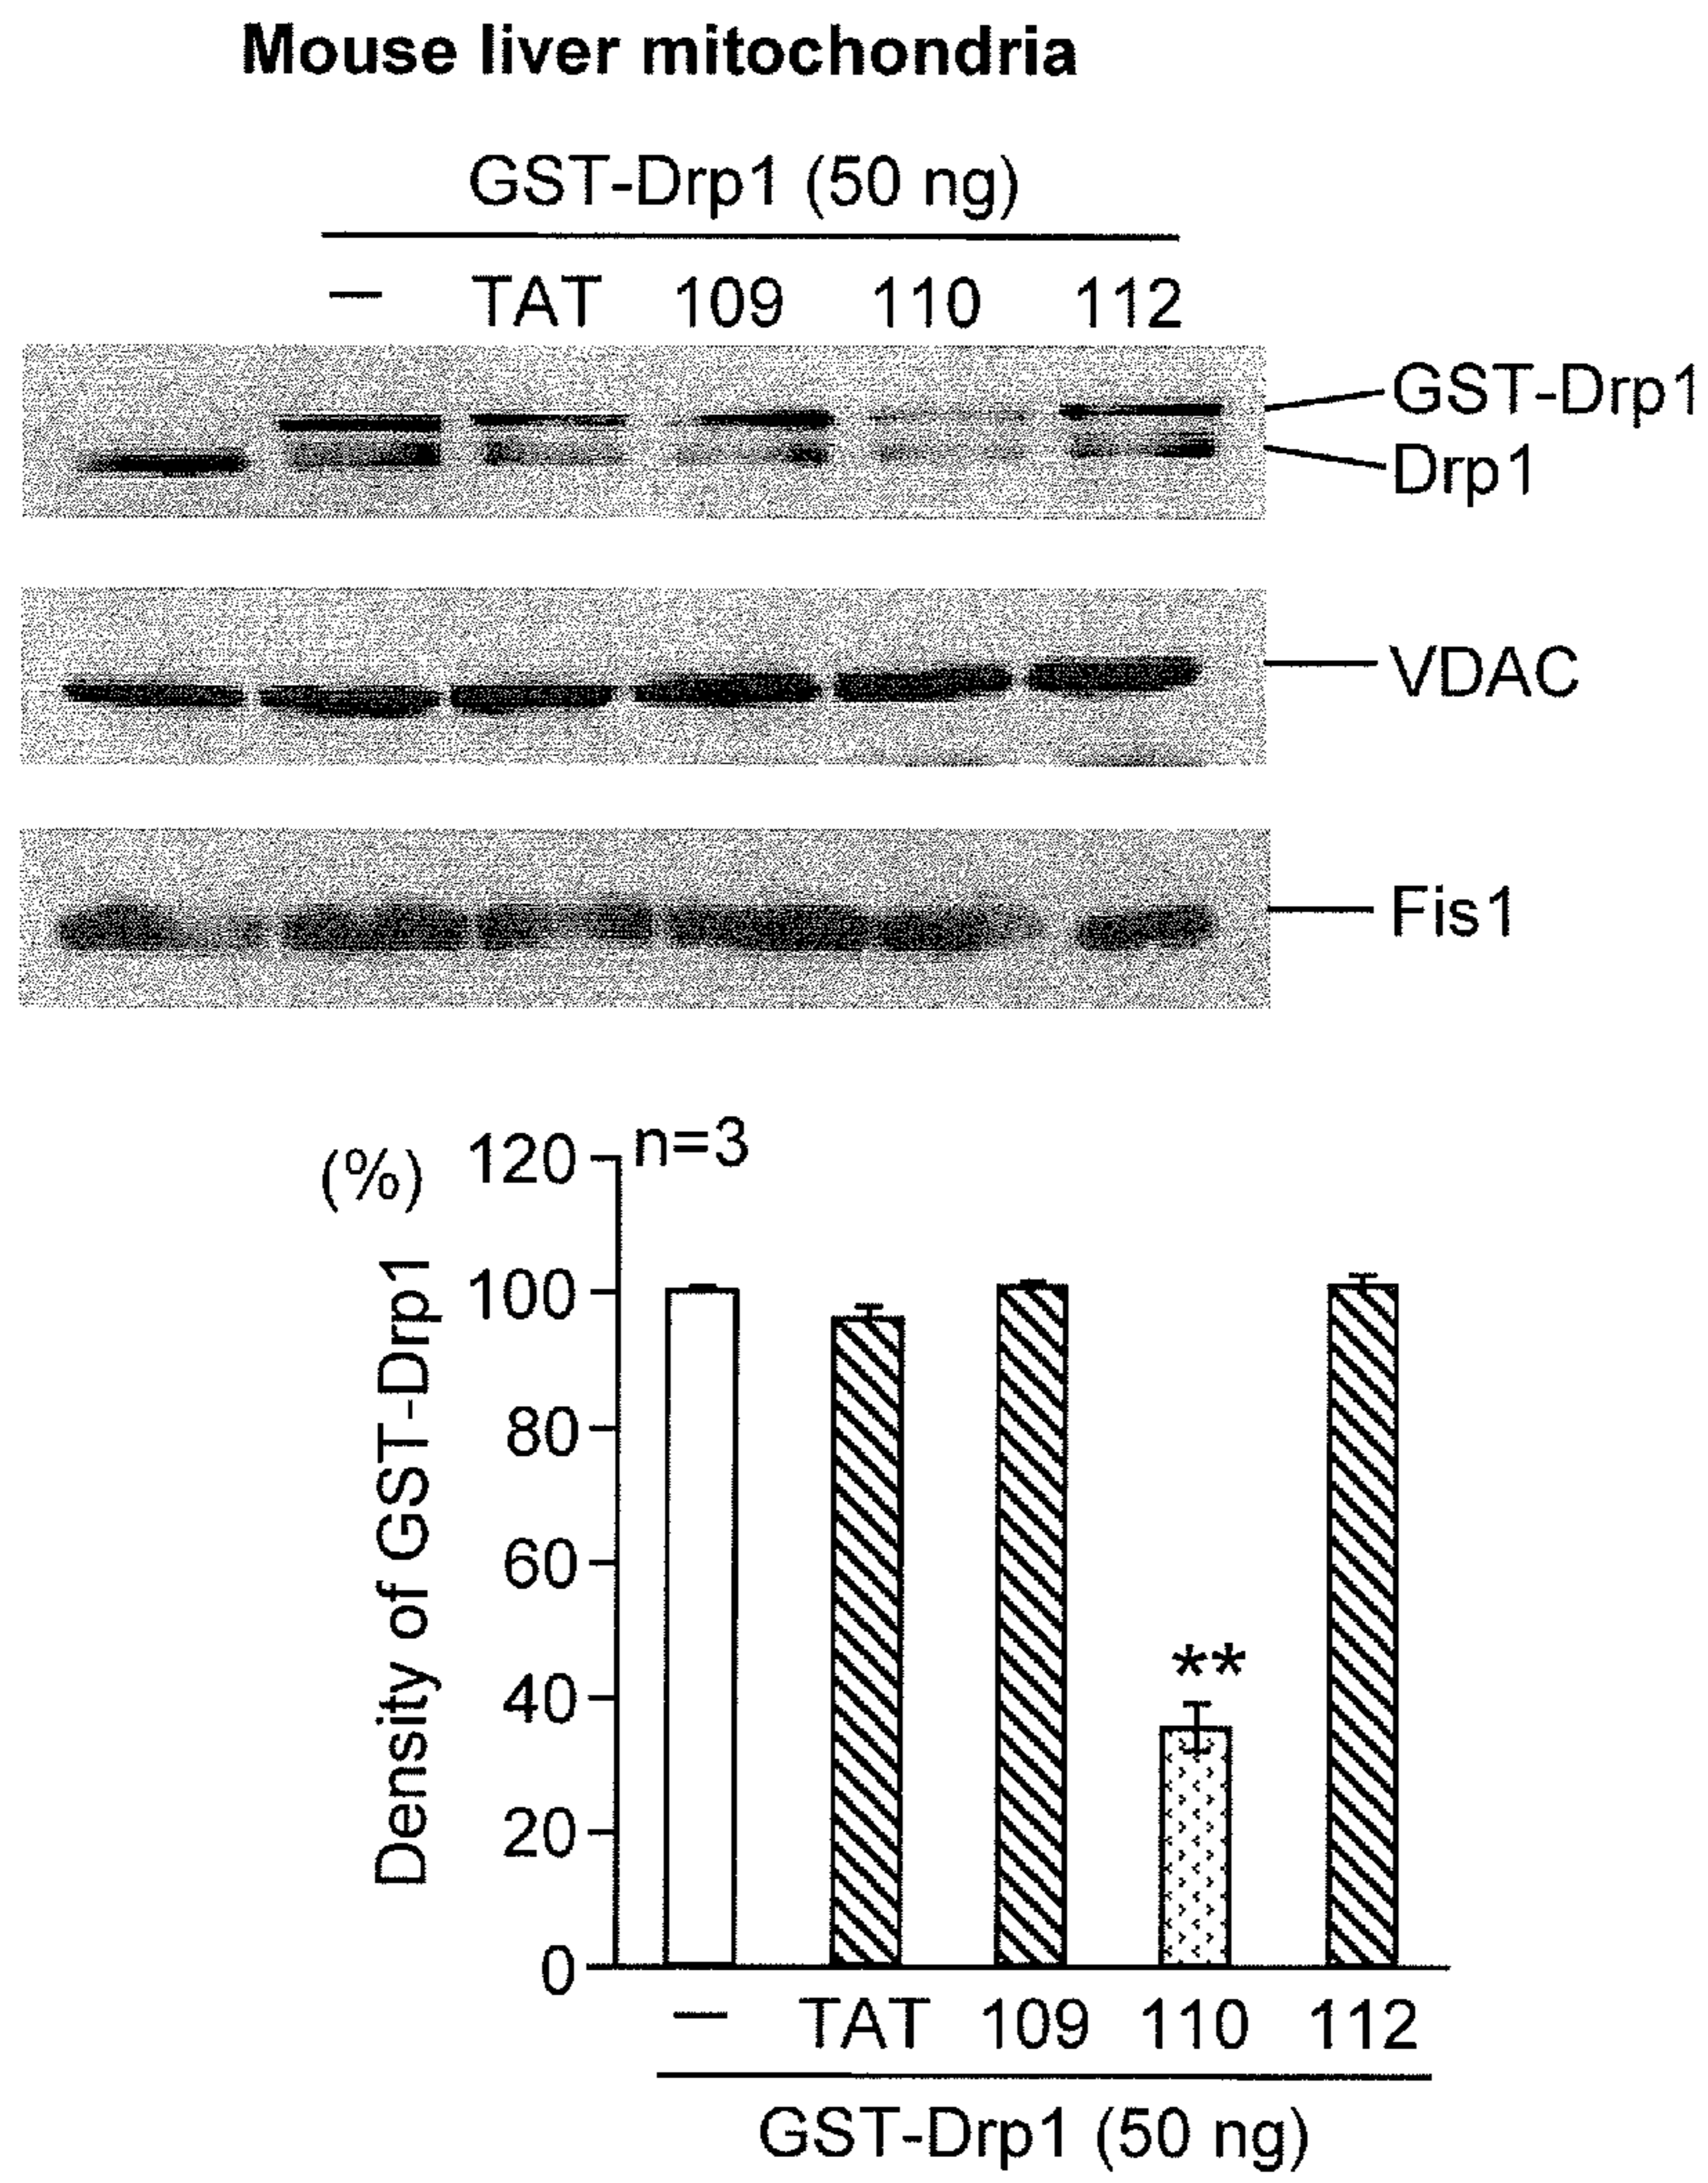 Mouse liver mitochondria
GST-Drp1 (50 ng)
– TAT 109 110 112
GST-Drp1
Drp1
VDAC
Fis1
n=3
(%)
Density of GST-Drp1
120
100
80
60
40
20
0
**
– TAT 109 110 112
GST-Drp1 (50 ng)